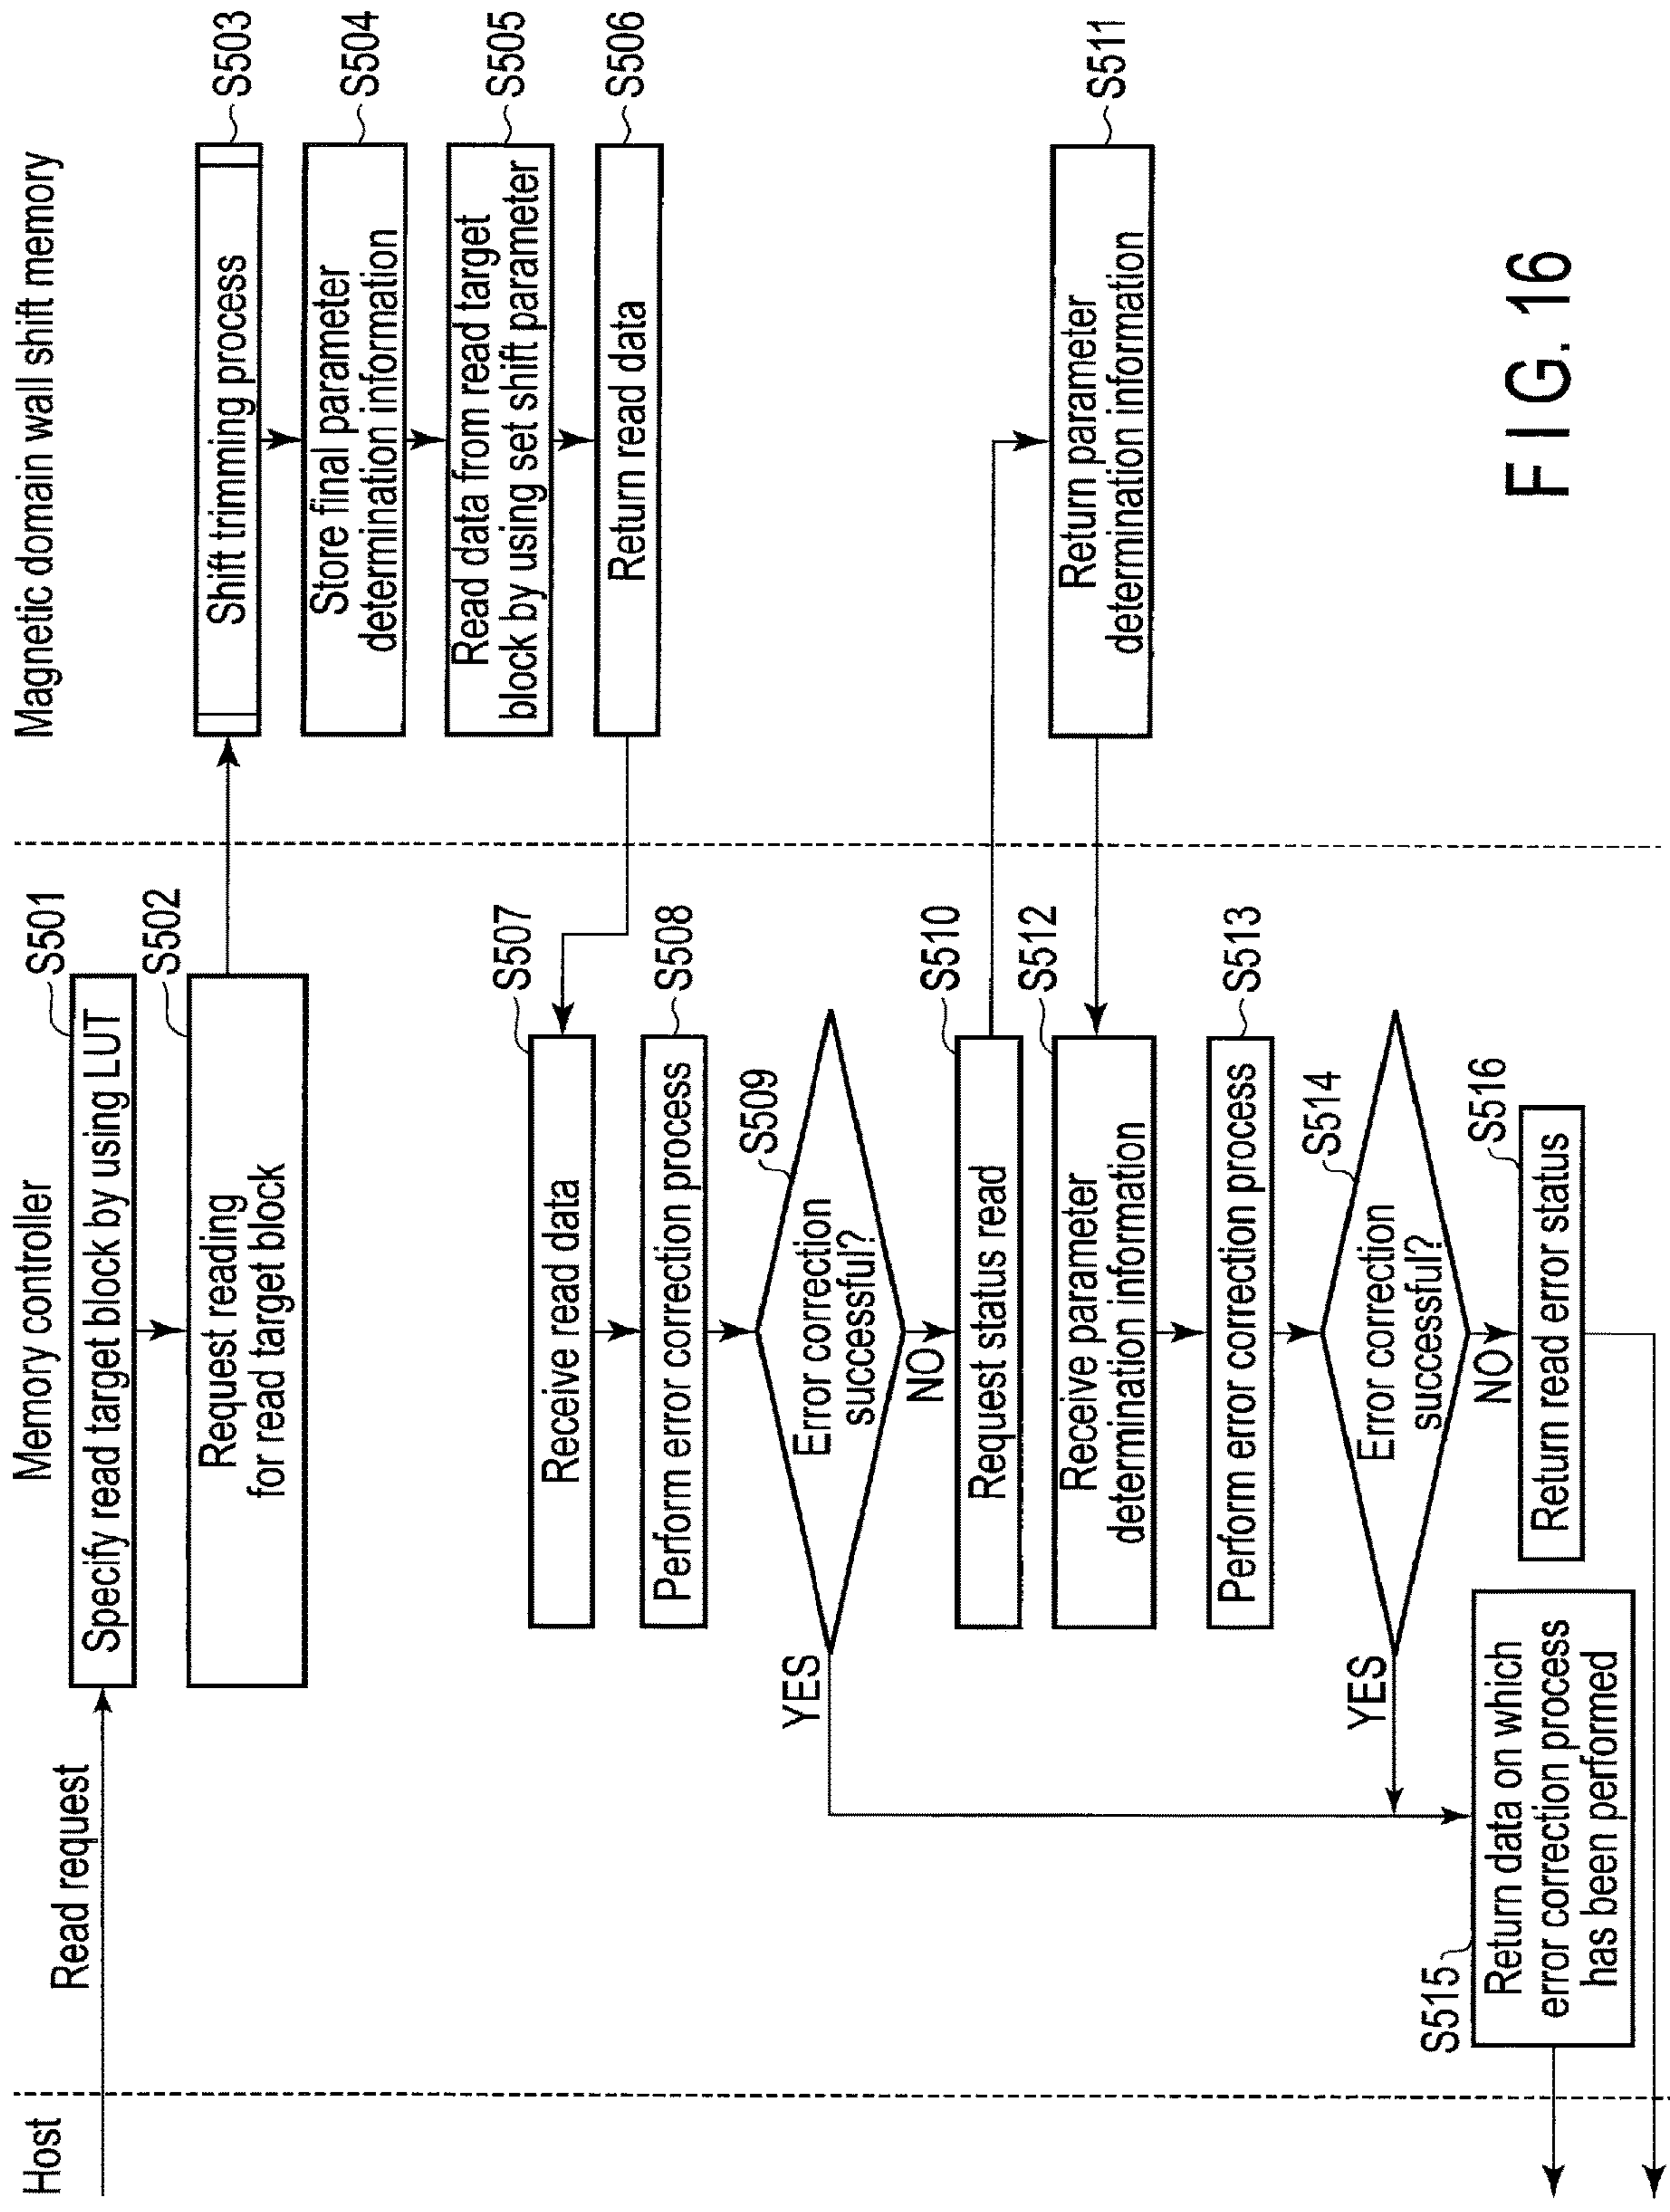 Host
Memory controller
Magnetic domain wall shift memory
Read request
S501
Specify read target block by using LUT
S502
Request reading
for read target block
S503
Shift trimming process
S504
Store final parameter
determination information
S505
Read data from read target
block by using set shift parameter
S506
Return read data
S507
Receive read data
S508
Perform error correction process
S509
Error correction
successful?
YES
NO
S510
Request status read
S511
Return parameter
determination information
S512
Receive parameter
determination information
S513
Perform error correction process
S514
Error correction
successful?
YES
NO
S515
Return data on which
error correction process
has been performed
S516
Return read error status
FIG. 16